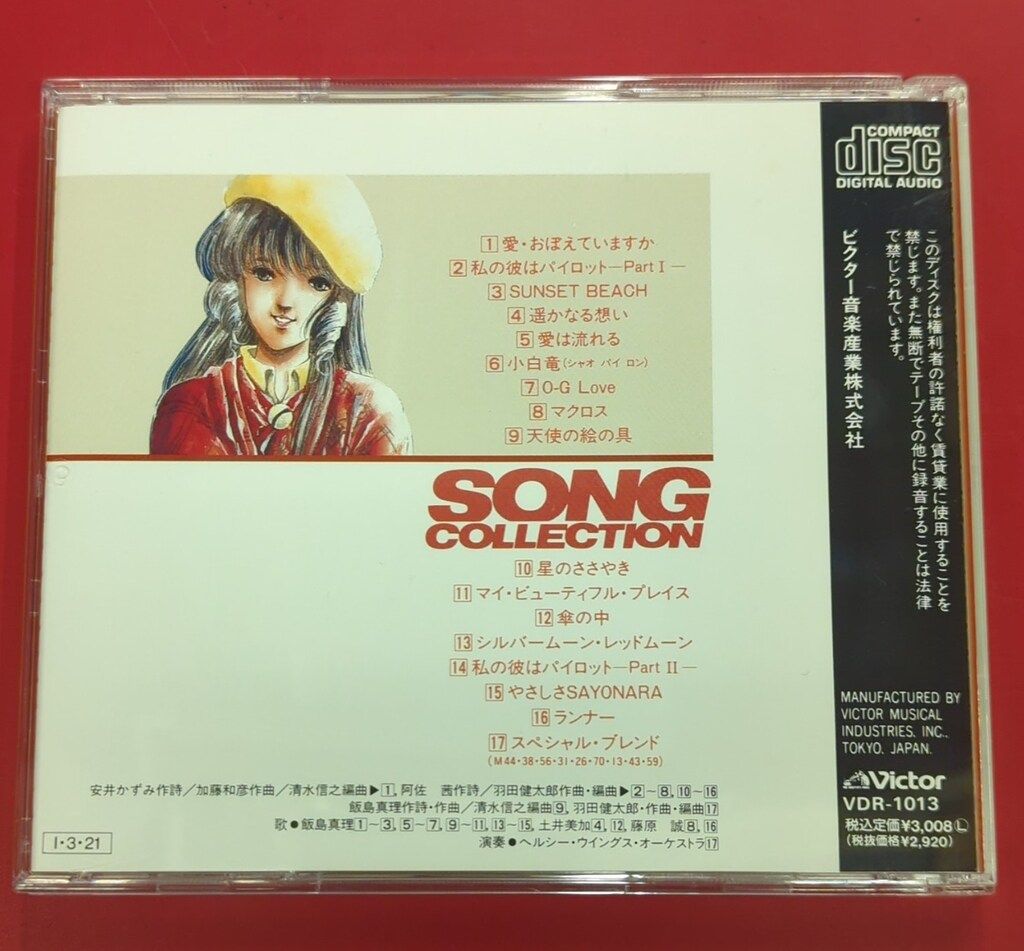 1 愛・おぼえていますか
2 私の彼はパイロット―Part I―
3 SUNSET BEACH
4 遥かなる想い
5 愛は流れる
6 小白竜(シャオ パイ ロン)
7 O-G Love
8 マクロス
9 天使の絵の具
SONG
COLLECTION
10 星のささやき
11 マイ・ビューティフル・プレイス
12 傘の中
13 シルバームーン・レッドムーン
14 私の彼はパイロット―Part II―
15 やさしさSAYONARA
16 ランナー
17 スペシャル・ブレンド
(M44・38・56・31・26・70・13・43・59)
安井かずみ作詩/加藤和彦作曲/清水信之編曲▶1, 阿佐 茜作詩/羽田健太郎作曲・編曲▶2~8, 10~16
飯島真理作詩・作曲/清水信之編曲9, 羽田健太郎・作曲・編曲17
歌●飯島真理1~3, 5~7, 9~11, 13~15, 土井美加4, 12, 藤原 誠8, 16
演奏●ヘルシー・ウイングス・オーケストラ17
I・3・21
COMPACT
disc
DIGITAL AUDIO
このディスクは権利者の許諾なく賃貸業に使用することを
禁じます。また無断でテープその他に録音することは法律
で禁じられています。
ビクター音楽産業株式会社
MANUFACTURED BY
VICTOR MUSICAL
INDUSTRIES, INC.,
TOKYO, JAPAN.
Victor
VDR-1013
税込定価¥3,008Ⓛ
(税抜価格¥2,920)